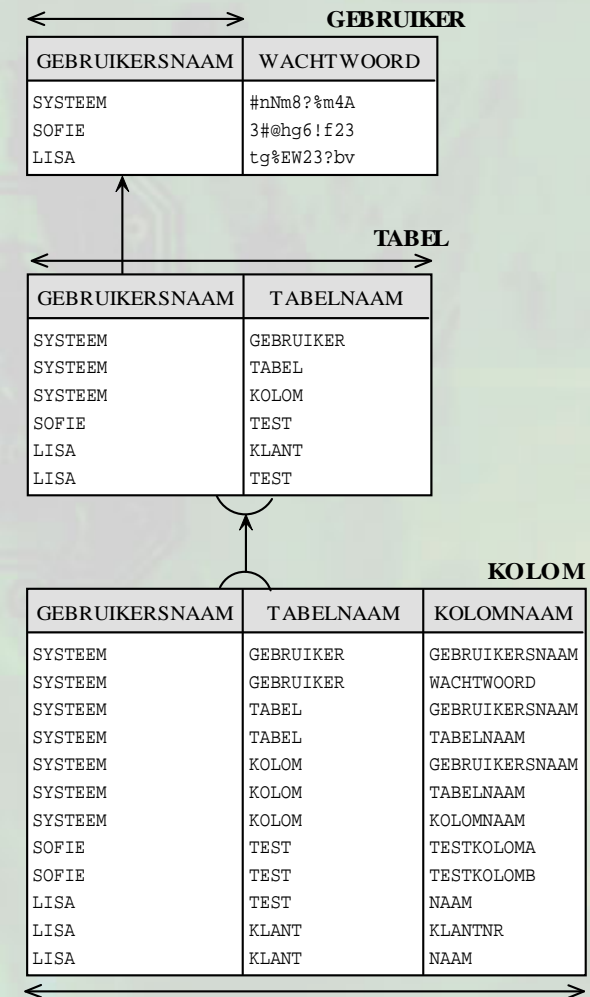 GEBRUIKER
GEBRUIKERSNAAM WACHTWOORD
SYSTEEM #nNm8?%m4A
SOFIE 3#@hg6!f23
LISA tg%EW23?bv
TABEL
GEBRUIKERSNAAM TABELNAAM
SYSTEEM GEBRUIKER
SYSTEEM TABEL
SYSTEEM KOLOM
SOFIE TEST
LISA KLANT
LISA TEST
KOLOM
GEBRUIKERSNAAM TABELNAAM KOLOMNAAM
SYSTEEM GEBRUIKER GEBRUIKERSNAAM
SYSTEEM GEBRUIKER WACHTWOORD
SYSTEEM TABEL GEBRUIKERSNAAM
SYSTEEM TABEL TABELNAAM
SYSTEEM KOLOM GEBRUIKERSNAAM
SYSTEEM KOLOM TABELNAAM
SYSTEEM KOLOM KOLOMNAAM
SOFIE TEST TESTKOLOMA
SOFIE TEST TESTKOLOMB
LISA TEST NAAM
LISA KLANT KLANTNR
LISA KLANT NAAM